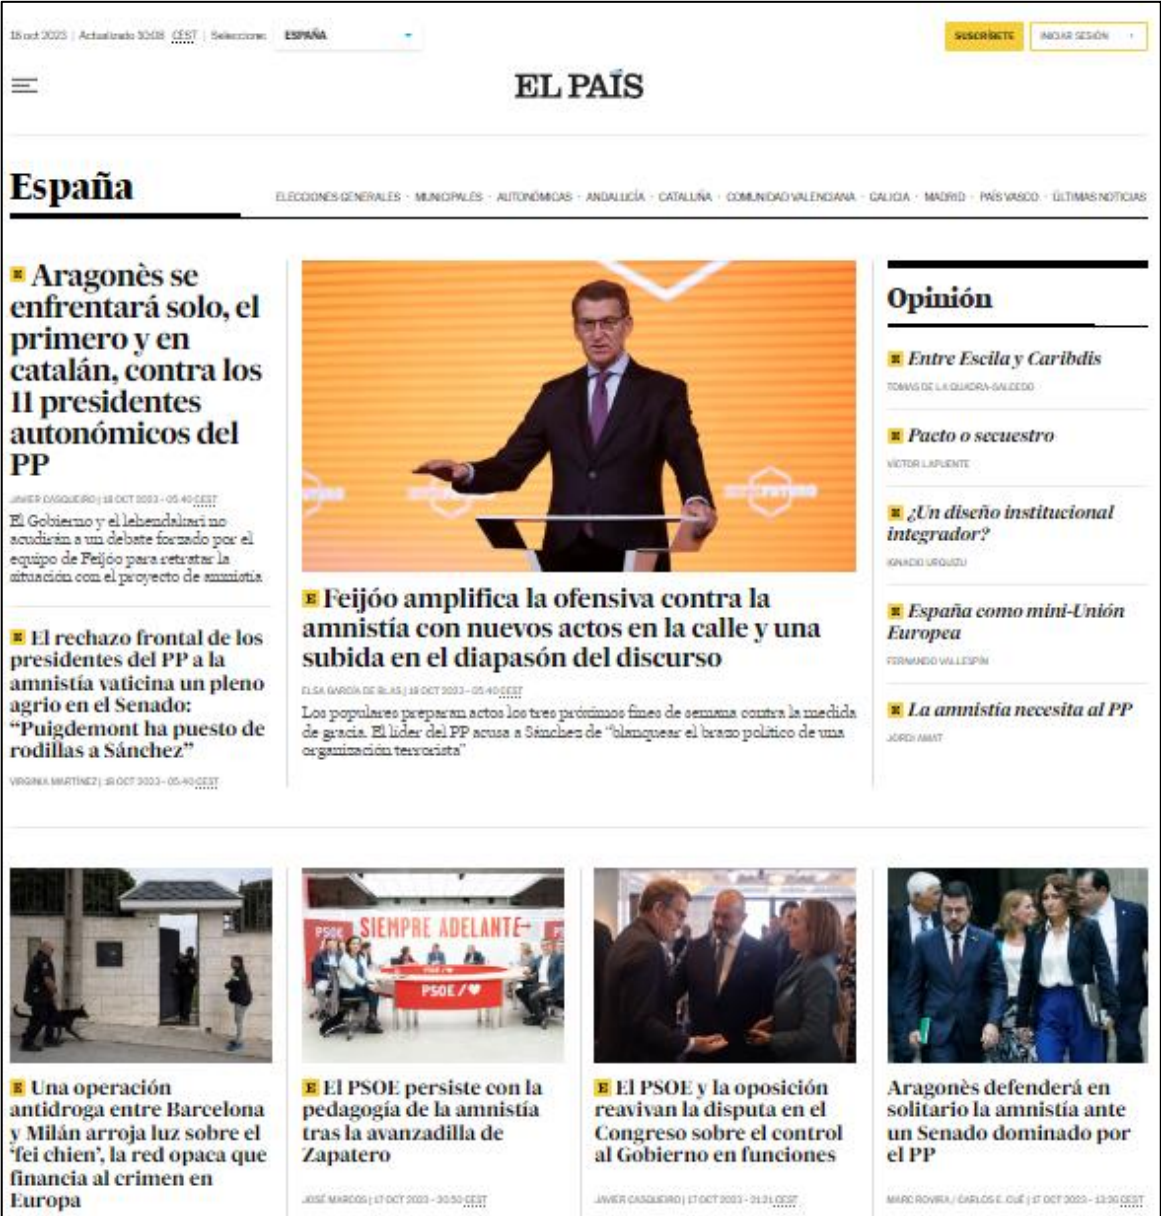 18 oct 2023 | Actualizado 10:08 CEST | Seleccione: ESPAÑA
SUSCRÍBETE
INICIAR SESIÓN
EL PAÍS
España
ELECCIONES GENERALES · MUNICIPALES · AUTONÓMICAS · ANDALUCÍA · CATALUÑA · COMUNIDAD VALENCIANA · GALICIA · MADRID · PAÍS VASCO · ÚLTIMAS NOTICIAS
E Aragonès se
enfrentará solo, el
primero y en
catalán, contra los
11 presidentes
autonómicos del
PP
JAVIER CASQUEIRO | 18 OCT 2023 - 05:40 CEST
El Gobierno y el lehendakari no
acudirán a un debate forzado por el
equipo de Feijóo para retratar la
situación con el proyecto de amnistía
E El rechazo frontal de los
presidentes del PP a la
amnistía vaticina un pleno
agrio en el Senado:
“Puigdemont ha puesto de
rodillas a Sánchez”
VIRGINIA MARTÍNEZ | 18 OCT 2023 - 05:40 CEST
FUTURO
E Feijóo amplifica la ofensiva contra la
amnistía con nuevos actos en la calle y una
subida en el diapasón del discurso
ELSA GARCÍA DE BLAS | 18 OCT 2023 - 05:40 CEST
Los populares preparan actos los tres próximos fines de semana contra la medida
de gracia. El líder del PP acusa a Sánchez de “blanquear el brazo político de una
organización terrorista”
Opinión
E Entre Escila y Caribdis
TOMÁS DE LA QUADRA-SALCEDO
E Pacto o secuestro
VÍCTOR LAPUENTE
E ¿Un diseño institucional
integrador?
IGNACIO URQUIZU
E España como mini-Unión
Europea
FERNANDO VALLESPÍN
E La amnistía necesita al PP
JORDI AMAT
E Una operación
antidroga entre Barcelona
y Milán arroja luz sobre el
‘fei chien’, la red opaca que
financia al crimen en
Europa
PSOE SIEMPRE ADELANTE→
PSOE/♥
E El PSOE persiste con la
pedagogía de la amnistía
tras la avanzadilla de
Zapatero
JOSÉ MARCOS | 17 OCT 2023 - 20:50 CEST
E El PSOE y la oposición
reavivan la disputa en el
Congreso sobre el control
al Gobierno en funciones
JAVIER CASQUEIRO | 17 OCT 2023 - 21:21 CEST
Aragonès defenderá en
solitario la amnistía ante
un Senado dominado por
el PP
MARC ROVIRA / CARLOS E. CUÉ | 17 OCT 2023 - 13:36 CEST